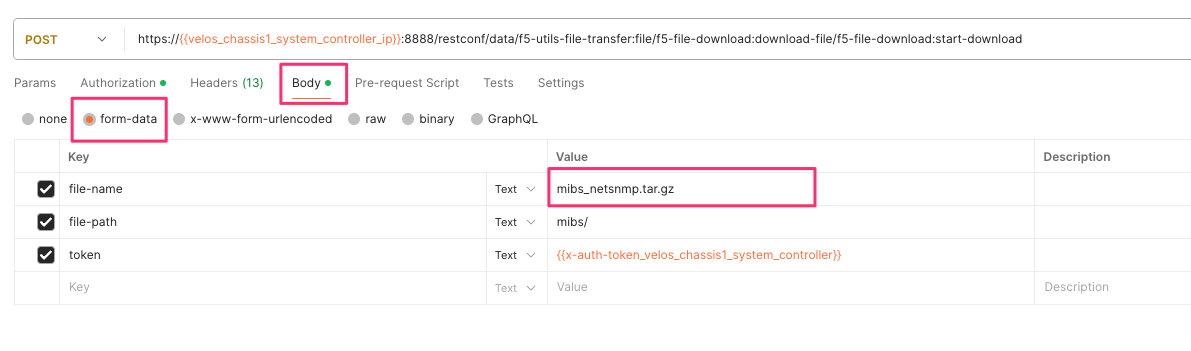 POST https://{{velos_chassis1_system_controller_ip}}:8888/restconf/data/f5-utils-file-transfer:file/f5-file-download:download-file/f5-file-download:start-download
Params Authorization Headers (13) Body Pre-request Script Tests Settings
none form-data x-www-form-urlencoded raw binary GraphQL
Key Value Description
file-name Text mibs_netsnmp.tar.gz
file-path Text mibs/
token Text {{x-auth-token_velos_chassis1_system_controller}}
Key Text Value Description